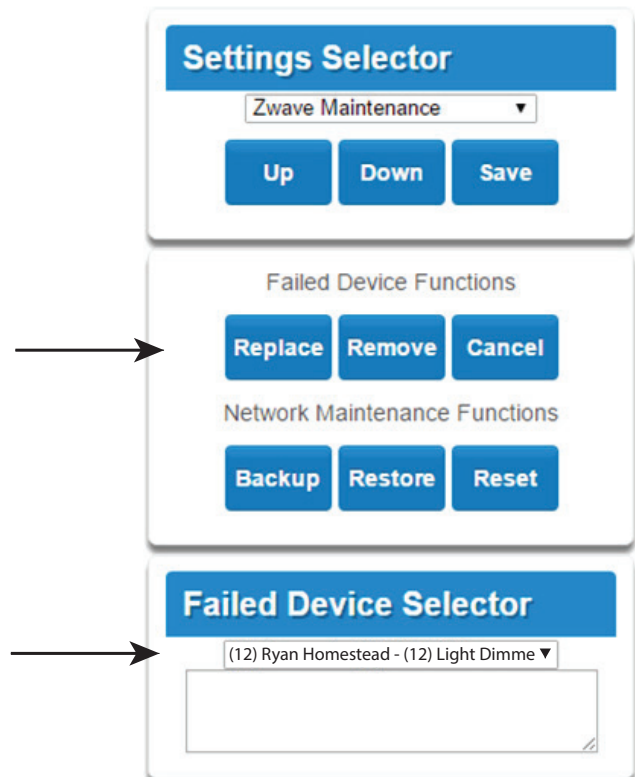 Settings Selector
Zwave Maintenance
Up Down Save
Failed Device Functions
Replace Remove Cancel
Network Maintenance Functions
Backup Restore Reset
Failed Device Selector
(12) Ryan Homestead - (12) Light Dimme